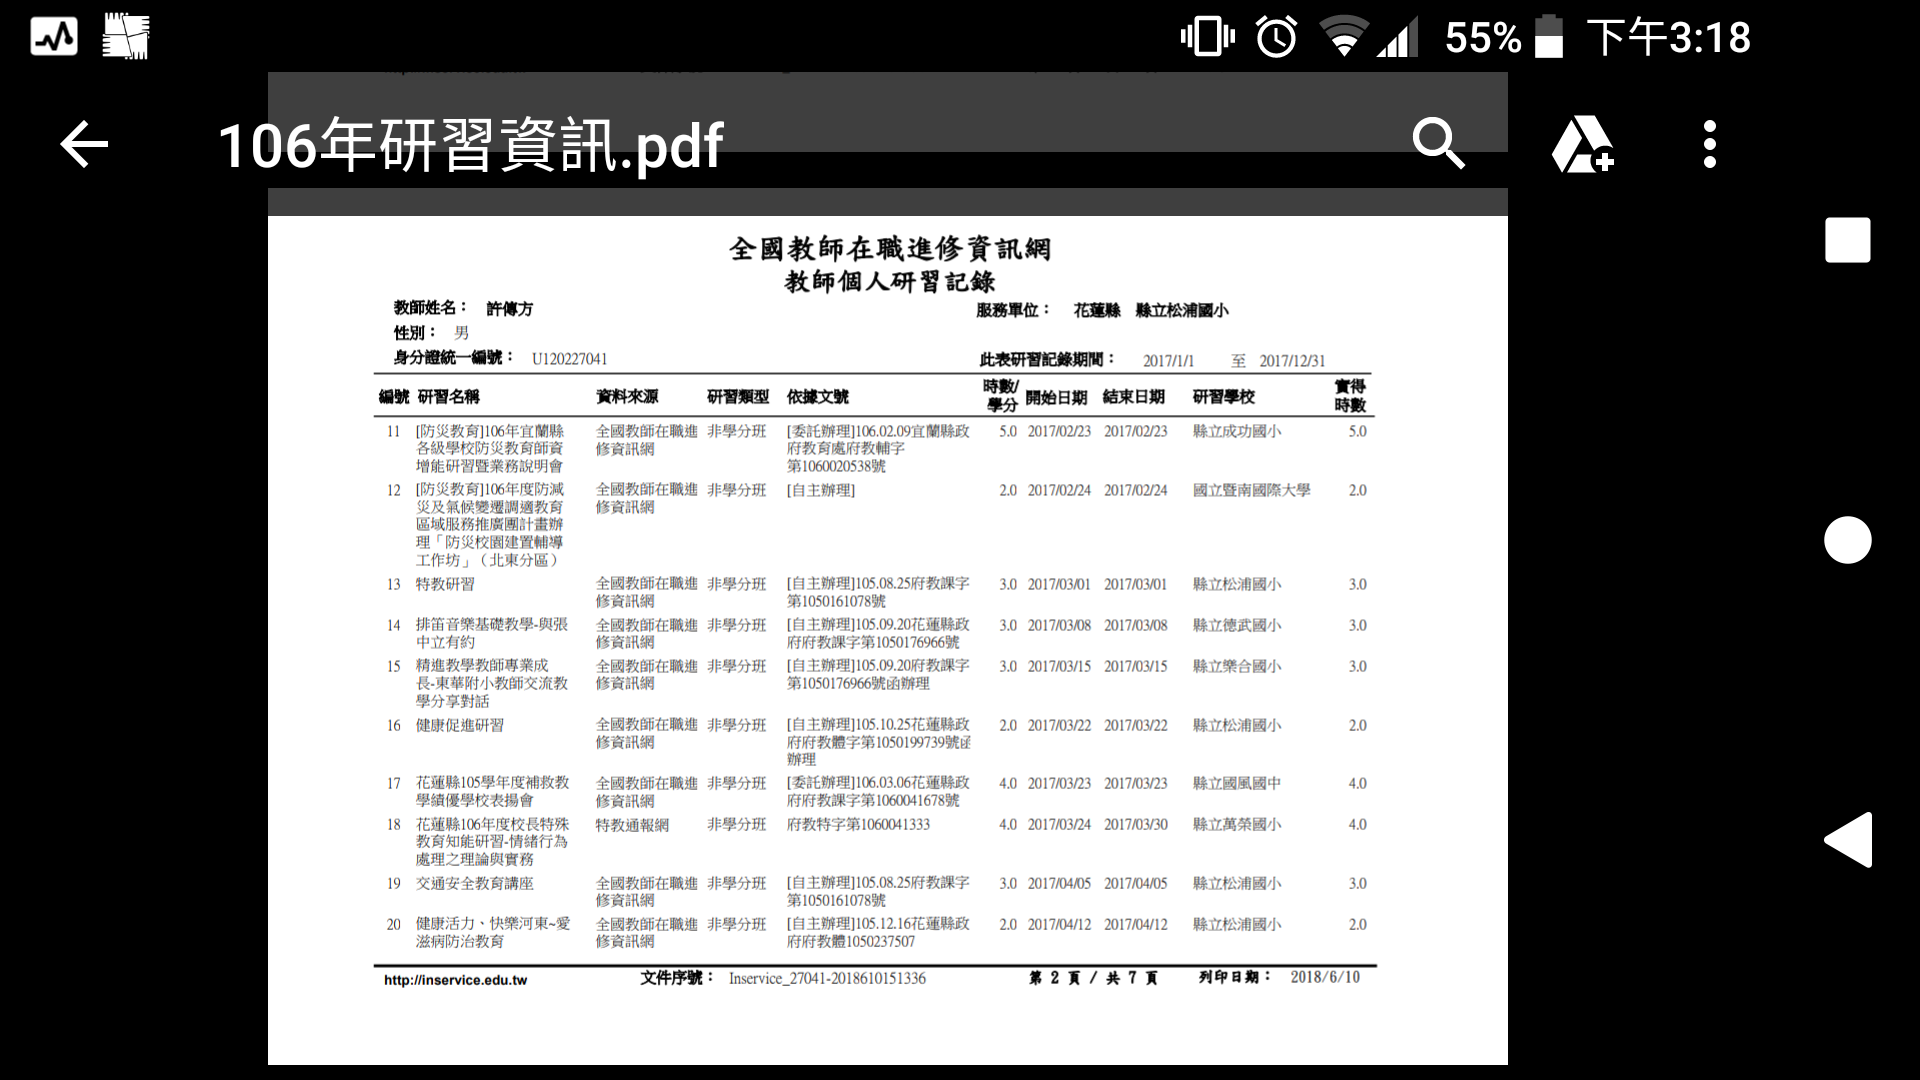 55% 下午3:18
106年研習資訊.pdf
全國教師在職進修資訊網
教師個人研習記錄
教師姓名： 許傳方 服務單位： 花蓮縣 縣立松浦國小
性別： 男
身分證統一編號： U120227041 此表研習記錄期間： 2017/1/1 至 2017/12/31
編號 研習名稱 資料來源 研習類型 依據文號 時數/ 開始日期 結束日期 研習學校 實得
學分 時數
11 [防災教育]106年宜蘭縣 全國教師在職進 非學分班 [委託辦理]106.02.09宜蘭縣政 5.0 2017/02/23 2017/02/23 縣立成功國小 5.0
各級學校防災教育師資 修資訊網 府教育處府教輔字
增能研習暨業務說明會 第1060020538號
12 [防災教育]106年度防減 全國教師在職進 非學分班 [自主辦理] 2.0 2017/02/24 2017/02/24 國立暨南國際大學 2.0
災及氣候變遷調適教育 修資訊網
區域服務推廣團計畫辦
理「防災校園建置輔導
工作坊」（北東分區）
13 特教研習 全國教師在職進 非學分班 [自主辦理]105.08.25府教課字 3.0 2017/03/01 2017/03/01 縣立松浦國小 3.0
修資訊網 第1050161078號
14 排笛音樂基礎教學-與張 全國教師在職進 非學分班 [自主辦理]105.09.20花蓮縣政 3.0 2017/03/08 2017/03/08 縣立德武國小 3.0
中立有約 修資訊網 府府教課字第1050176966號
15 精進教學教師專業成 全國教師在職進 非學分班 [自主辦理]105.09.20府教課字 3.0 2017/03/15 2017/03/15 縣立樂合國小 3.0
長-東華附小教師交流教 修資訊網 第1050176966號函辦理
學分享對話
16 健康促進研習 全國教師在職進 非學分班 [自主辦理]105.10.25花蓮縣政 2.0 2017/03/22 2017/03/22 縣立松浦國小 2.0
修資訊網 府府教體字第1050199739號函
辦理
17 花蓮縣105學年度補救教 全國教師在職進 非學分班 [委託辦理]106.03.06花蓮縣政 4.0 2017/03/23 2017/03/23 縣立國風國中 4.0
學績優學校表揚會 修資訊網 府府教課字第1060041678號
18 花蓮縣106年度校長特殊 特教通報網 非學分班 府教特字第1060041333 4.0 2017/03/24 2017/03/30 縣立萬榮國小 4.0
教育知能研習-情緒行為
處理之理論與實務
19 交通安全教育講座 全國教師在職進 非學分班 [自主辦理]105.08.25府教課字 3.0 2017/04/05 2017/04/05 縣立松浦國小 3.0
修資訊網 第1050161078號
20 健康活力、快樂河東~愛 全國教師在職進 非學分班 [自主辦理]105.12.16花蓮縣政 2.0 2017/04/12 2017/04/12 縣立松浦國小 2.0
滋病防治教育 修資訊網 府府教體1050237507
http://inservice.edu.tw 文件序號： Inservice_27041-2018610151336 第 2 頁 / 共 7 頁 列印日期： 2018/6/10